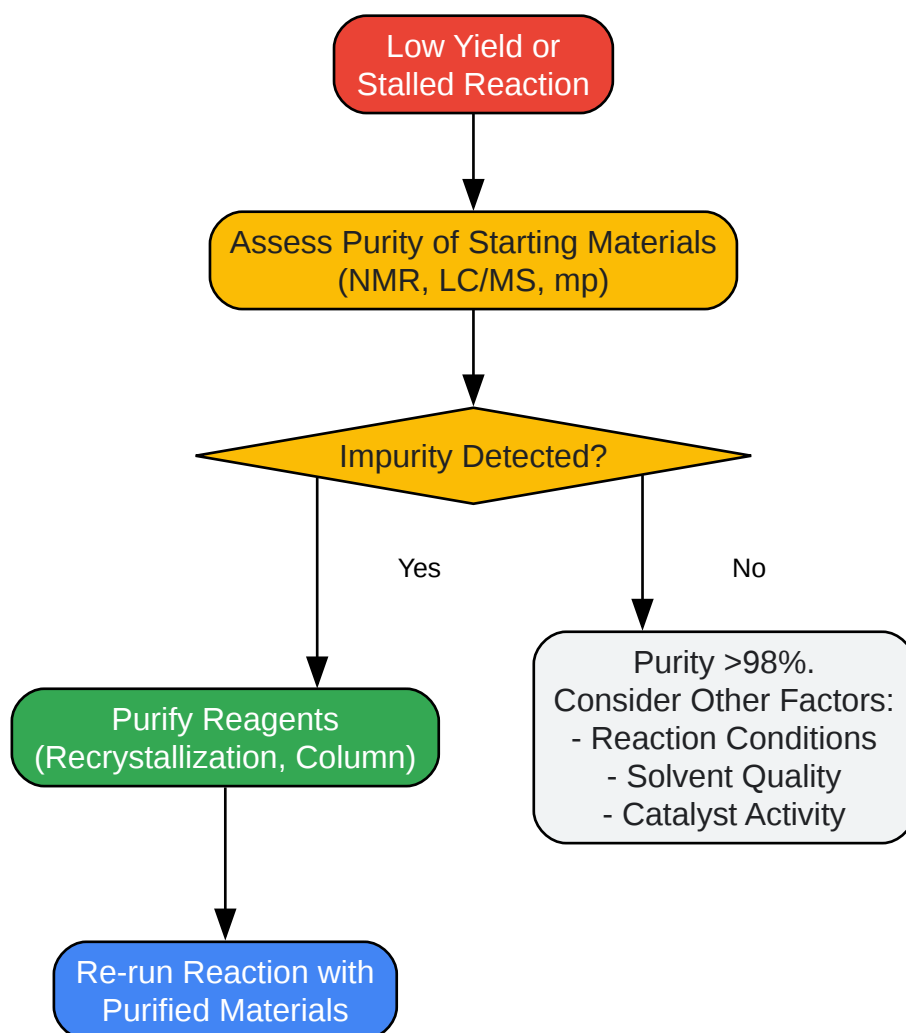 Low Yield or
Stalled Reaction
Assess Purity of Starting Materials
(NMR, LC/MS, mp)
Impurity Detected?
Yes
No
Purify Reagents
(Recrystallization, Column)
Purity >98%.
Consider Other Factors:
- Reaction Conditions
- Solvent Quality
- Catalyst Activity
Re-run Reaction with
Purified Materials